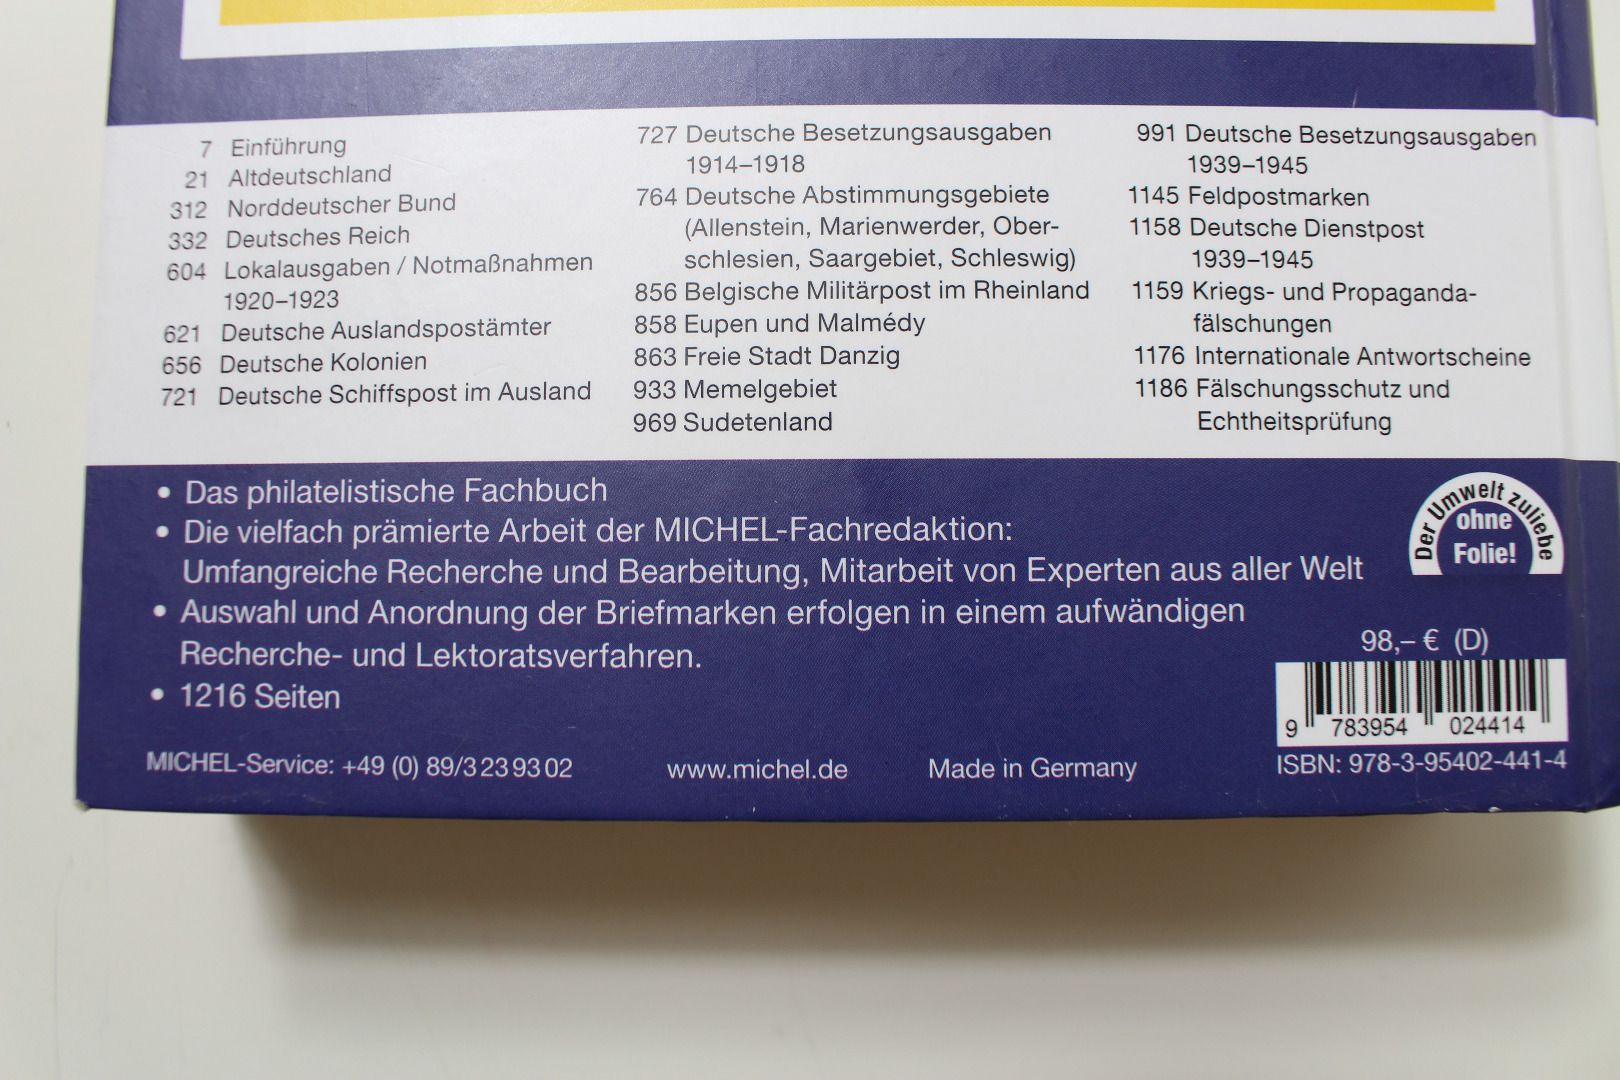 7 Einführung
21 Altdeutschland
312 Norddeutscher Bund
332 Deutsches Reich
604 Lokalausgaben / Notmaßnahmen
1920–1923
621 Deutsche Auslandspostämter
656 Deutsche Kolonien
721 Deutsche Schiffspost im Ausland
727 Deutsche Besetzungsausgaben
1914–1918
764 Deutsche Abstimmungsgebiete
(Allenstein, Marienwerder, Ober-
schlesien, Saargebiet, Schleswig)
856 Belgische Militärpost im Rheinland
858 Eupen und Malmédy
863 Freie Stadt Danzig
933 Memelgebiet
969 Sudetenland
991 Deutsche Besetzungsausgaben
1939–1945
1145 Feldpostmarken
1158 Deutsche Dienstpost
1939–1945
1159 Kriegs- und Propaganda-
fälschungen
1176 Internationale Antwortscheine
1186 Fälschungsschutz und
Echtheitsprüfung
• Das philatelistische Fachbuch
• Die vielfach prämierte Arbeit der MICHEL-Fachredaktion:
Umfangreiche Recherche und Bearbeitung, Mitarbeit von Experten aus aller Welt
• Auswahl und Anordnung der Briefmarken erfolgen in einem aufwändigen
Recherche- und Lektoratsverfahren.
• 1216 Seiten
Der Umwelt zuliebe
ohne
Folie!
98,– € (D)
9 783954 024414
MICHEL-Service: +49 (0) 89/3 23 93 02
www.michel.de
Made in Germany
ISBN: 978-3-95402-441-4